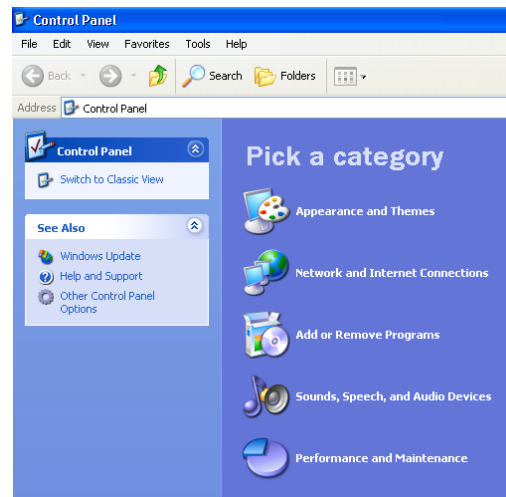 Control Panel
File Edit View Favorites Tools Help
Back Search Folders
Address Control Panel
Control Panel
Switch to Classic View
See Also
Windows Update
Help and Support
Other Control Panel
Options
Pick a category
Appearance and Themes
Network and Internet Connections
Add or Remove Programs
Sounds, Speech, and Audio Devices
Performance and Maintenance